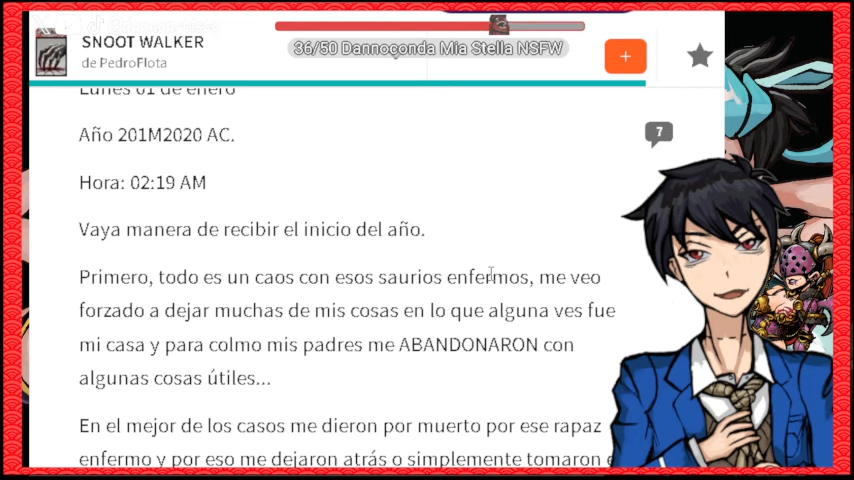 SNOOT WALKER
de PedroFlota
36/50 Dannoconda Mia Stella NSFW
+
Lunes 01 de enero
Año 201M2020 AC.
7
Hora: 02:19 AM
Vaya manera de recibir el inicio del año.
Primero, todo es un caos con esos saurios enfermos, me veo
forzado a dejar muchas de mis cosas en lo que alguna ves fue
mi casa y para colmo mis padres me ABANDONARON con
algunas cosas útiles...
En el mejor de los casos me dieron por muerto por ese rapaz
enfermo y por eso me dejaron atrás o simplemente tomaron